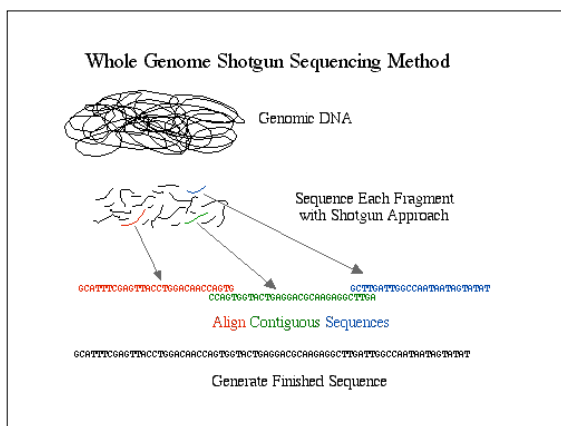 Whole Genome Shotgun Sequencing Method
Genomic DNA
Sequence Each Fragment
with Shotgun Approach
GCATTTCGAGTTACCTGGACAACCAGTG
GCTTGATTGGCCAATAATAGTATAT
CCAGTGGTACTGAGGACGCAAGAGGCTTGA
Align Contiguous Sequences
GCATTTCGAGTTACCTGGACAACCAGTGGTACTGAGGACGCAAGAGGCTTGATTGGCCAATAATAGTATAT
Generate Finished Sequence